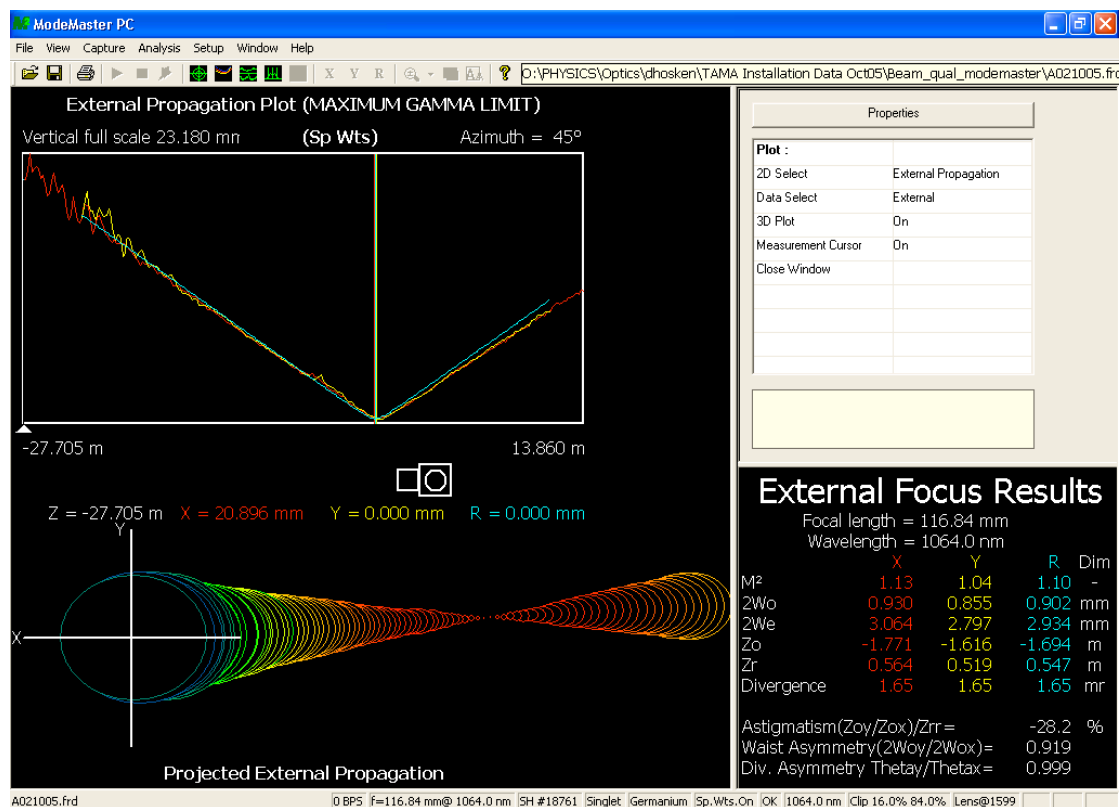 ModeMaster PC
File View Capture Analysis Setup Window Help
X Y R O:\PHYSICS\Optics\dhosken\TAMA Installation Data Oct05\Beam_qual_modemaster\A021005.frd
External Propagation Plot (MAXIMUM GAMMA LIMIT)
Vertical full scale 23.180 mm (Sp Wts) Azimuth = 45º
-27.705 m 13.860 m
Z = -27.705 m X = 20.896 mm Y = 0.000 mm R = 0.000 mm
Y
X
Projected External Propagation
Properties
Plot :
2D Select External Propagation
Data Select External
3D Plot On
Measurement Cursor On
Close Window
External Focus Results
Focal length = 116.84 mm
Wavelength = 1064.0 nm
X Y R Dim
M² 1.13 1.04 1.10 -
2Wo 0.930 0.855 0.902 mm
2We 3.064 2.797 2.934 mm
Zo -1.771 -1.616 -1.694 m
Zr 0.564 0.519 0.547 m
Divergence 1.65 1.65 1.65 mr
Astigmatism(Zoy/Zox)/Zrr = -28.2 %
Waist Asymmetry(2Woy/2Wox)= 0.919
Div. Asymmetry Thetay/Thetax= 0.999
A021005.frd 0 BPS f=116.84 mm@ 1064.0 nm SH #18761 Singlet Germanium Sp.Wts.On OK 1064.0 nm Clip 16.0% 84.0% Lens@1599